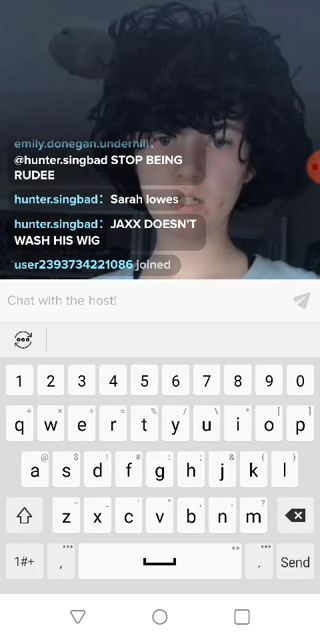 emily.donegan.underhill:
@hunter.singbad STOP BEING
RUDEE
hunter.singbad: Sarah lowes
hunter.singbad: JAXX DOESN'T
WASH HIS WIG
user2393734221086 joined
Chat with the host!
1 2 3 4 5 6 7 8 9 0
+ × ÷ = % / \ * [ ]
q w e r t y u i o p
@ $ ! # : ; & ( )
a s d f g h j k l
- _ ' " , . ?
z x c v b n m
1#+ , . Send